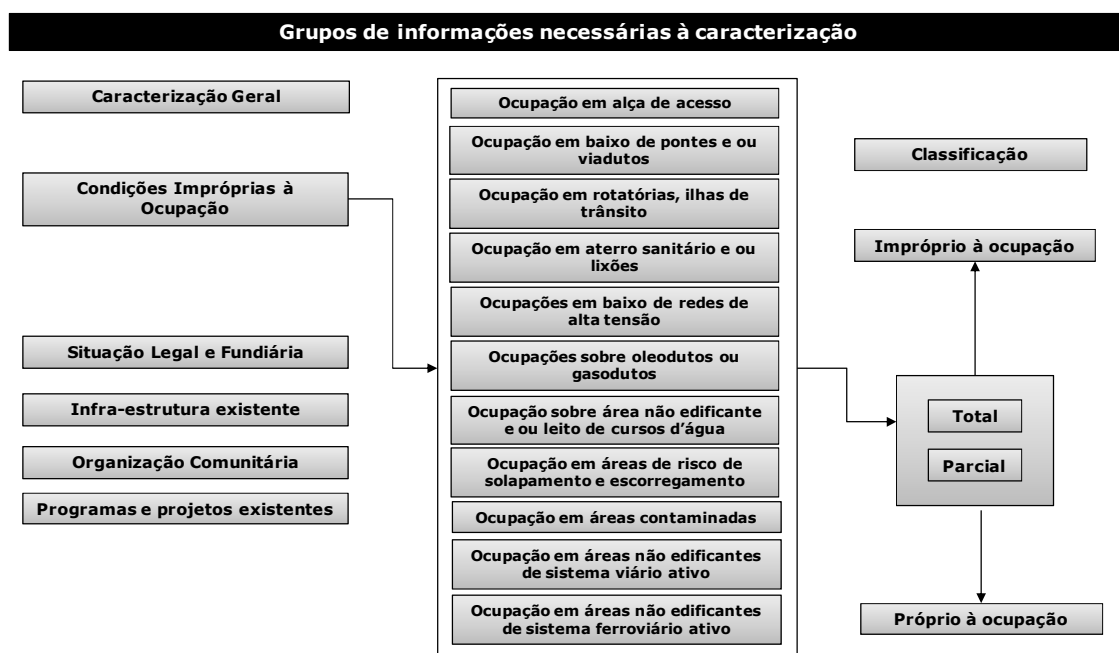 Grupos de informações necessárias à caracterização
Caracterização Geral
Condições Impróprias à
Ocupação
Situação Legal e Fundiária
Infra-estrutura existente
Organização Comunitária
Programas e projetos existentes
Ocupação em alça de acesso
Ocupação em baixo de pontes e ou
viadutos
Ocupação em rotatórias, ilhas de
trânsito
Ocupação em aterro sanitário e ou
lixões
Ocupações em baixo de redes de
alta tensão
Ocupações sobre oleodutos ou
gasodutos
Ocupação sobre área não edificante
e ou leito de cursos d’água
Ocupação em áreas de risco de
solapamento e escorregamento
Ocupação em áreas contaminadas
Ocupação em áreas não edificantes
de sistema viário ativo
Ocupação em áreas não edificantes
de sistema ferroviário ativo
Classificação
Impróprio à ocupação
Total
Parcial
Próprio à ocupação